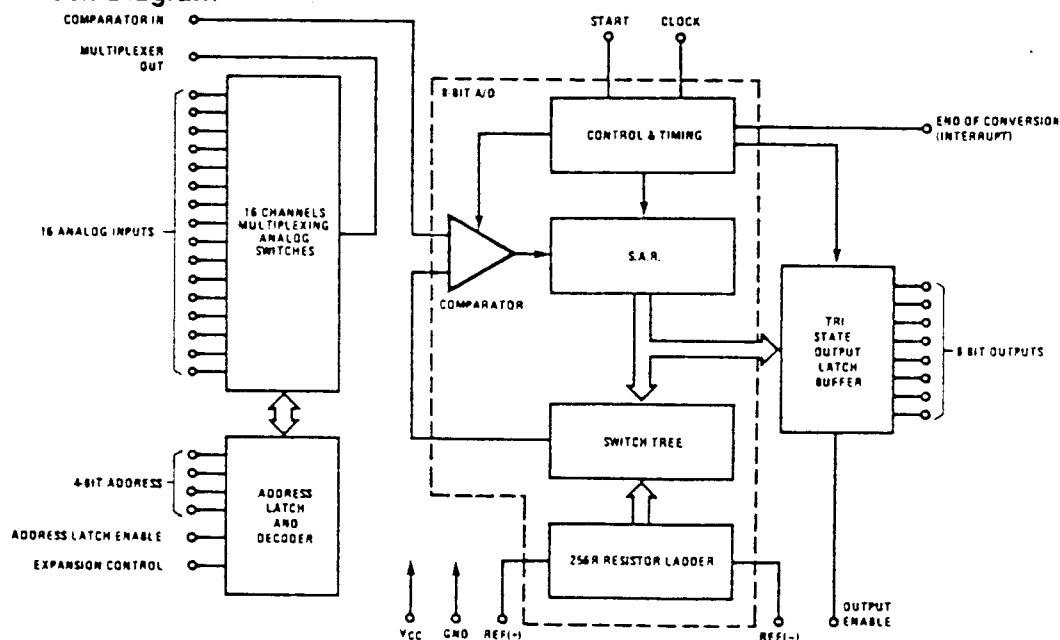 COMPARATOR IN
MULTIPLEXER
OUT
16 ANALOG INPUTS
16 CHANNELS
MULTIPLEXING
ANALOG
SWITCHES
4-BIT ADDRESS
ADDRESS LATCH ENABLE
EXPANSION CONTROL
ADDRESS
LATCH
AND
DECODER
START
CLOCK
8-BIT A/D
CONTROL & TIMING
END OF CONVERSION
(INTERRUPT)
S.A.R.
COMPARATOR
SWITCH TREE
256R RESISTOR LADDER
TRI
STATE
OUTPUT
LATCH
BUFFER
8 BIT OUTPUTS
VCC
GND
REF(+)
REF(-)
OUTPUT
ENABLE